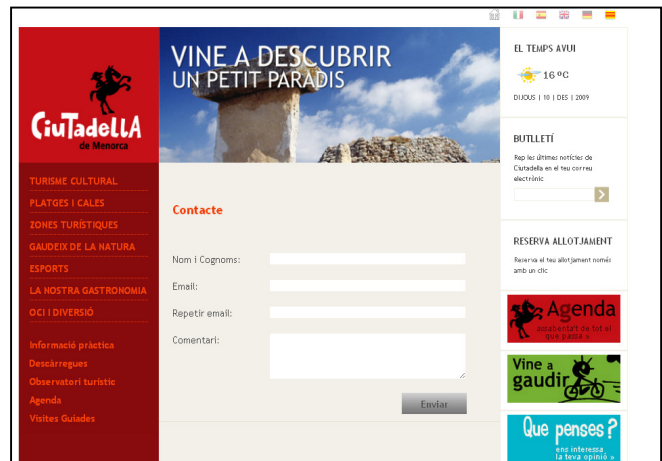 CiuTadellA
de Menorca
VINE A DESCUBRIR
UN PETIT PARADÍS
TURISME CULTURAL
PLATGES I CALES
ZONES TURÍSTIQUES
GAUDEIX DE LA NATURA
ESPORTS
LA NOSTRA GASTRONOMIA
OCI I DIVERSIÓ
Informació pràctica
Descàrregues
Observatori turístic
Agenda
Visites Guiades
Contacte
Nom i Cognoms:
Email:
Repetir email:
Comentari:
Enviar
EL TEMPS AVUI
16 ºC
DIJOUS | 10 | DES | 2009
BUTLLETÍ
Rep les últimes notícies de
Ciutadella en el teu correu
electrònic
RESERVA ALLOTJAMENT
Reserva el teu allotjament només
amb un clic
Agenda
assabenta't de tot el
que passa »
Vine a
gaudir
Que penses?
ens interessa
la teva opinió »